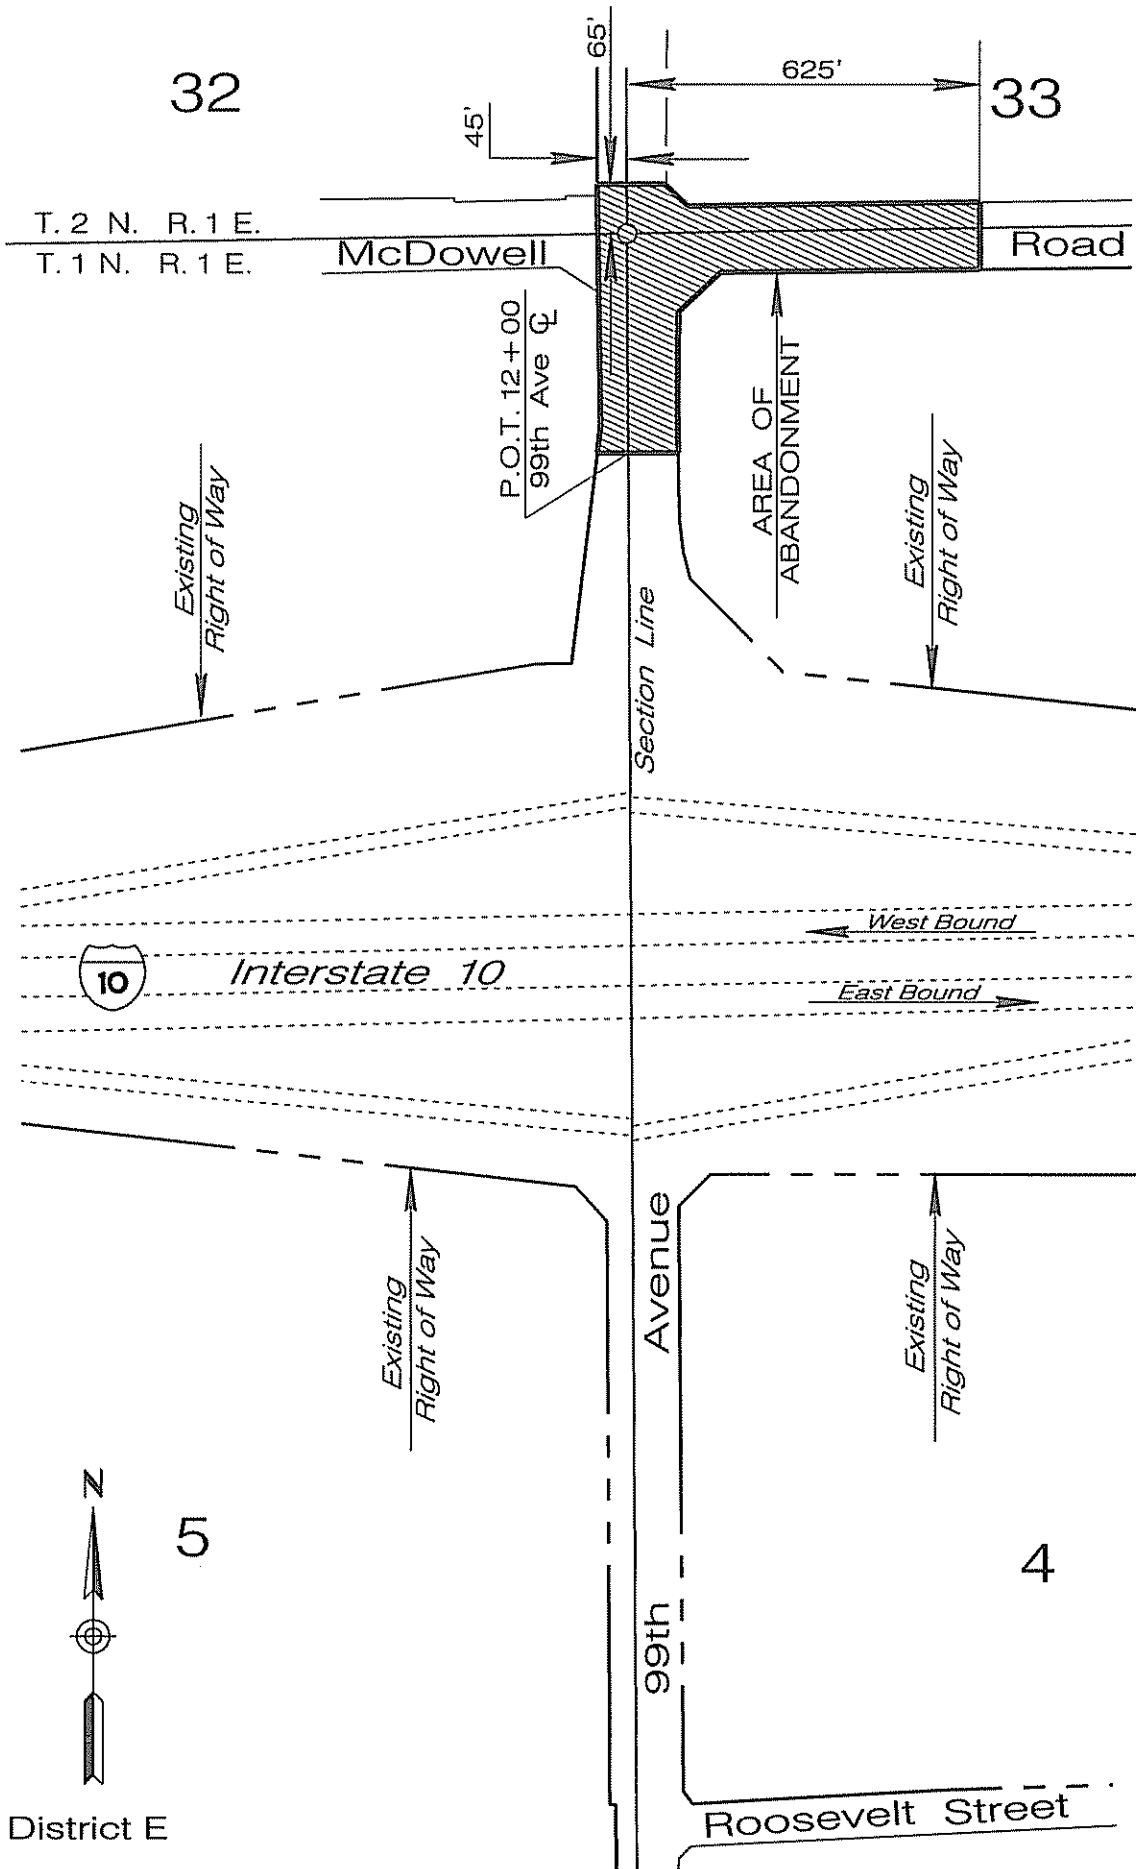 65'
32
625'
33
45'
T. 2 N. R. 1 E.
T. 1 N. R. 1 E.
McDowell
Road
P.O.T. 12+00
99th Ave ℄
AREA OF
ABANDONMENT
Existing
Right of Way
Existing
Right of Way
Section Line
West Bound
10
Interstate 10
East Bound
Existing
Right of Way
Avenue
Existing
Right of Way
N
5
4
99th
Roosevelt Street
District E